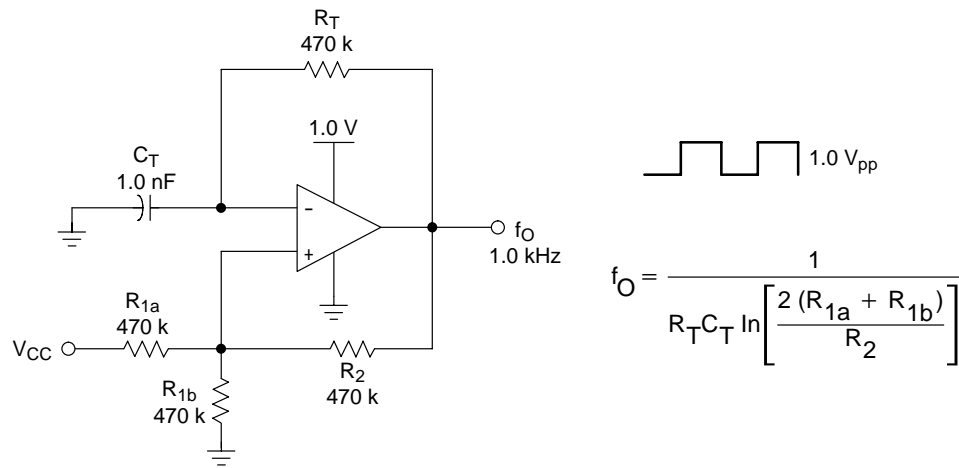 R_T
470 k
1.0 V
C_T
1.0 nF
-
+
f_O
1.0 kHz
R_1a
470 k
V_CC
R_2
470 k
R_1b
470 k
1.0 V_pp
f_O = 1 / R_T C_T ln[2 (R_1a + R_1b) / R_2]